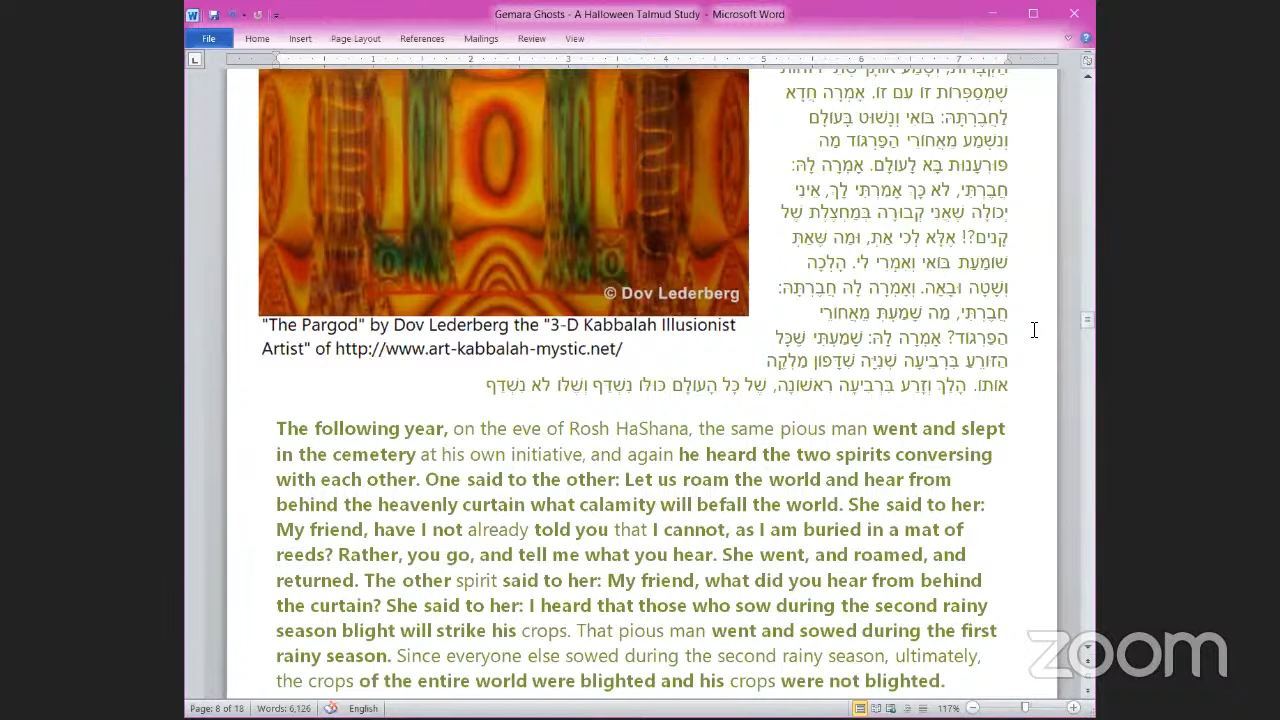 Gemara Ghosts - A Halloween Talmud Study - Microsoft Word
File Home Insert Page Layout References Mailings Review View
1 1 2 3 4 5 6 7
שֶׁמְסַפְּרוֹת זוֹ עִם זוֹ. אָמְרָה חֲדָא
לַחֲבֶרְתָּהּ: בּוֹאִי וְנָשׁוּט בָּעוֹלָם
וְנִשְׁמַע מֵאֲחוֹרֵי הַפַּרְגּוֹד מַה
פּוּרְעָנוּת בָּא לָעוֹלָם. אָמְרָה לָהּ:
חֲבֶרְתִּי, לֹא כָּךְ אָמַרְתִּי לָךְ, אֵינִי
יְכוֹלָה שֶׁאֲנִי קְבוּרָה בְּמַחְצֶלֶת שֶׁל
קָנִים?! אֶלָּא לְכִי אַתְּ, וּמַה שֶּׁאַתְּ
שׁוֹמַעַת בּוֹאִי וְאִמְרִי לִי. הָלְכָה
וְשָׁטָה וּבָאָה. וְאָמְרָה לָהּ חֲבֶרְתָּהּ:
חֲבֶרְתִּי, מַה שָּׁמַעְתְּ מֵאֲחוֹרֵי
הַפַּרְגּוֹד? אָמְרָה לָהּ: שָׁמַעְתִּי שֶׁכׇּל
הַזּוֹרֵעַ בִּרְבִיעָה שְׁנִיָּה שִׁדָּפוֹן מַלְקֶה
אוֹתוֹ. הָלַךְ וְזָרַע בִּרְבִיעָה רִאשׁוֹנָה, שֶׁל כָּל הָעוֹלָם כּוּלּוֹ נִשְׁדַּף וְשֶׁלּוֹ לֹא נִשְׁדַּף
© Dov Lederberg
"The Pargod" by Dov Lederberg the "3-D Kabbalah Illusionist
Artist" of http://www.art-kabbalah-mystic.net/
The following year, on the eve of Rosh HaShana, the same pious man went and slept
in the cemetery at his own initiative, and again he heard the two spirits conversing
with each other. One said to the other: Let us roam the world and hear from
behind the heavenly curtain what calamity will befall the world. She said to her:
My friend, have I not already told you that I cannot, as I am buried in a mat of
reeds? Rather, you go, and tell me what you hear. She went, and roamed, and
returned. The other spirit said to her: My friend, what did you hear from behind
the curtain? She said to her: I heard that those who sow during the second rainy
season blight will strike his crops. That pious man went and sowed during the first
rainy season. Since everyone else sowed during the second rainy season, ultimately,
the crops of the entire world were blighted and his crops were not blighted.
zoom
Page: 8 of 18 Words: 6,126 English 117%